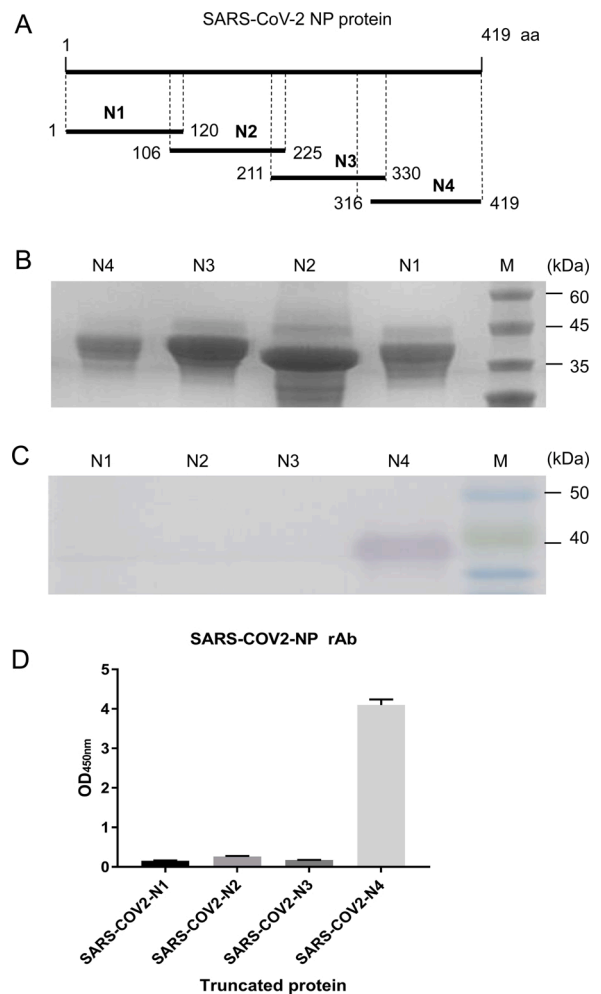 A
SARS-CoV-2 NP protein
1
419 aa
N1
1
120
N2
106
225
N3
211
330
N4
316
419
B
N4 N3 N2 N1 M (kDa)
60
45
35
C
N1 N2 N3 N4 M (kDa)
50
40
D
SARS-COV2-NP rAb
OD450nm
5
4
3
2
1
0
SARS-COV2-N1
SARS-COV2-N2
SARS-COV2-N3
SARS-COV2-N4
Truncated protein